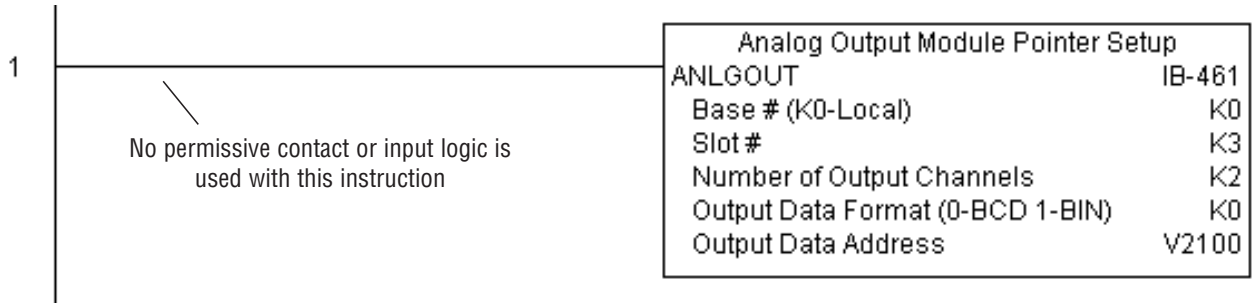 1
No permissive contact or input logic is
used with this instruction
Analog Output Module Pointer Setup
ANLGOUT IB-461
Base # (K0-Local) K0
Slot # K3
Number of Output Channels K2
Output Data Format (0-BCD 1-BIN) K0
Output Data Address V2100